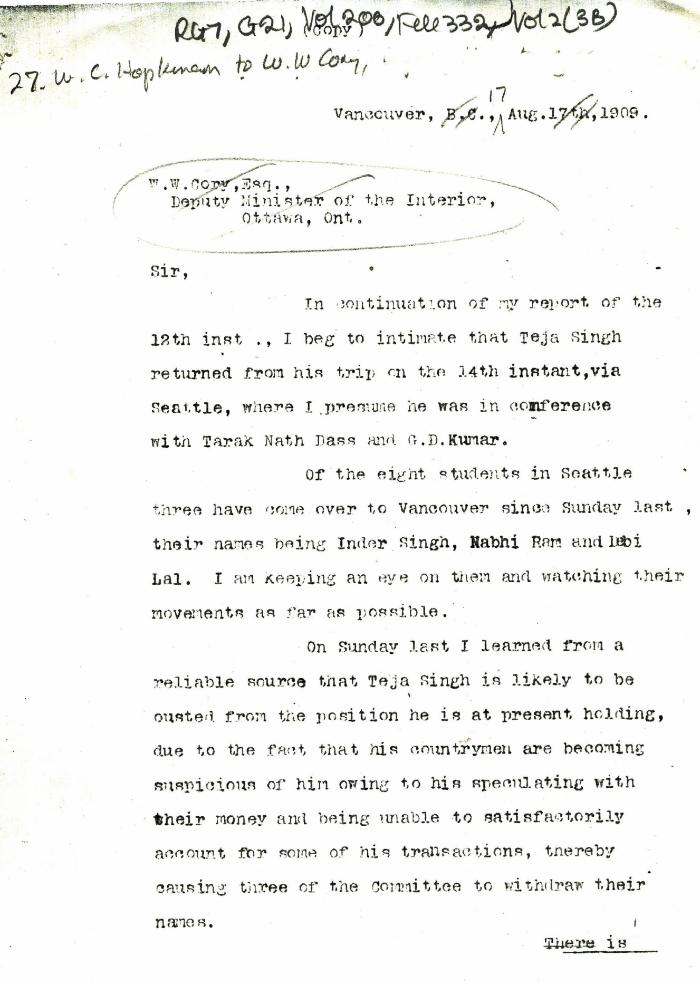 RG7, G21, Vol 200, File 332, Vol 2(3B)
(copy)
27. W. C. Hopkinson to W. W Cory,
17
Vancouver, B.C., Aug.17th,1909.
W.W.Cory,Esq.,
Deputy Minister of the Interior,
Ottawa, Ont.
Sir,
In continuation of my report of the
12th inst ., I beg to intimate that Teja Singh
returned from his trip on the 14th instant,via
Seattle, where I presume he was in comference
with Tarak Nath Dass and G.D.Kumar.
Of the eight students in Seattle
three have come over to Vancouver since Sunday last ,
their names being Inder Singh, Nabhi Ram and
Lal. I am keeping an eye on them and watching their
movements as far as possible.
On Sunday last I learned from a
reliable source that Teja Singh is likely to be
ousted from the position he is at present holding,
due to the fact that his countrymen are becoming
suspicious of him owing to his speculating with
their money and being unable to satisfactorily
account for some of his transactions, thereby
causing three of the Committee to withdraw their
names.
There is